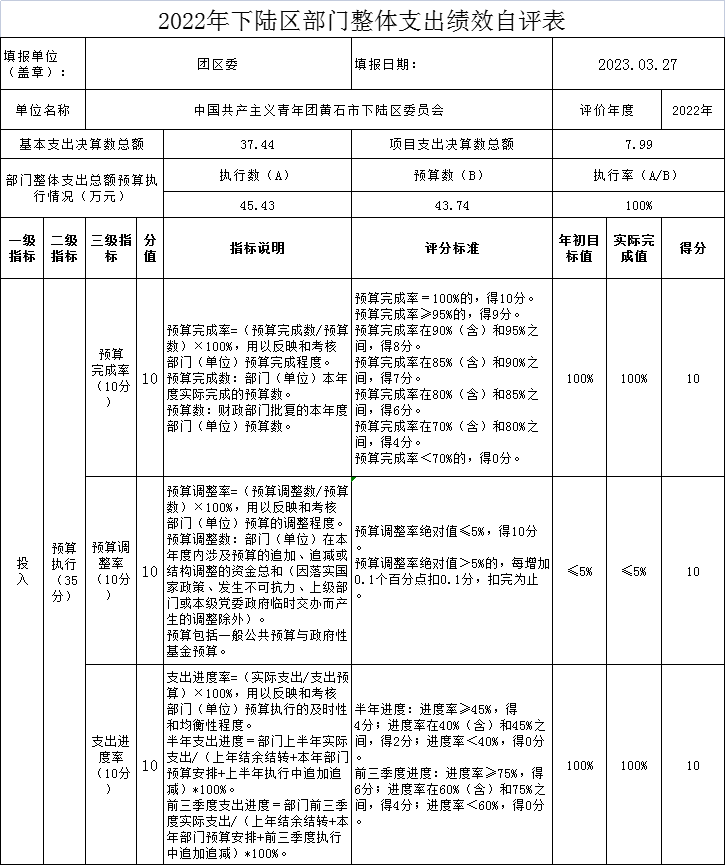 2022年下陆区部门整体支出绩效自评表
填报单位
（盖章）：
团区委
填报日期：
2023.03.27
单位名称
中国共产主义青年团黄石市下陆区委员会
评价年度
2022年
基本支出决算数总额
37.44
项目支出决算数总额
7.99
部门整体支出总额预算执
行情况（万元）
执行数（A）
预算数（B）
执行率（A/B）
45.43
43.74
100%
一级
指标
二级
指标
三级指
标
分
值
指标说明
评分标准
年初目
标值
实际完
成值
得分
投
入
预算
执行
（35
分）
预算
完成率
（10分
）
10
预算完成率=（预算完成数/预算
数）×100%，用以反映和考核
部门（单位）预算完成程度。
预算完成数：部门（单位）本年
度实际完成的预算数。
预算数：财政部门批复的本年度
部门（单位）预算数。
预算完成率＝100%的，得10分。
预算完成率≥95%的，得9分。
预算完成率在90%（含）和95%之
间，得8分。
预算完成率在85%（含）和90%之
间，得7分。
预算完成率在80%（含）和85%之
间，得6分。
预算完成率在70%（含）和80%之
间，得4分。
预算完成率＜70%的，得0分。
100%
100%
10
预算调
整率
（10分）
10
预算调整率=（预算调整数/预算
数）×100%，用以反映和考核
部门（单位）预算的调整程度。
预算调整数：部门（单位）在本
年度内涉及预算的追加、追减或
结构调整的资金总和（因落实国
家政策、发生不可抗力、上级部
门或本级党委政府临时交办而产
生的调整除外）。
预算包括一般公共预算与政府性
基金预算。
预算调整率绝对值≤5%，得10分
。
预算调整率绝对值＞5%的，每增加
0.1个百分点扣0.1分，扣完为止
。
≤5%
≤5%
10
支出进
度率
（10分）
10
支出进度率=（实际支出/支出预
算）×100%，用以反映和考核
部门（单位）预算执行的及时性
和均衡性程度。
半年支出进度＝部门上半年实际
支出/（上年结余结转+本年部门
预算安排+上半年执行中追加追
减）*100%。
前三季度支出进度＝部门前三季
度实际支出/（上年结余结转+本
年部门预算安排+前三季度执行
中追加追减）*100%。
半年进度：进度率≥45%，得
4分；进度率在40%（含）和45%之
间，得2分；进度率＜40%，得0分
。
前三季度进度：进度率≥75%，得
6分；进度率在60%（含）和75%之
间，得4分；进度率＜60%，得0分
。
100%
100%
10